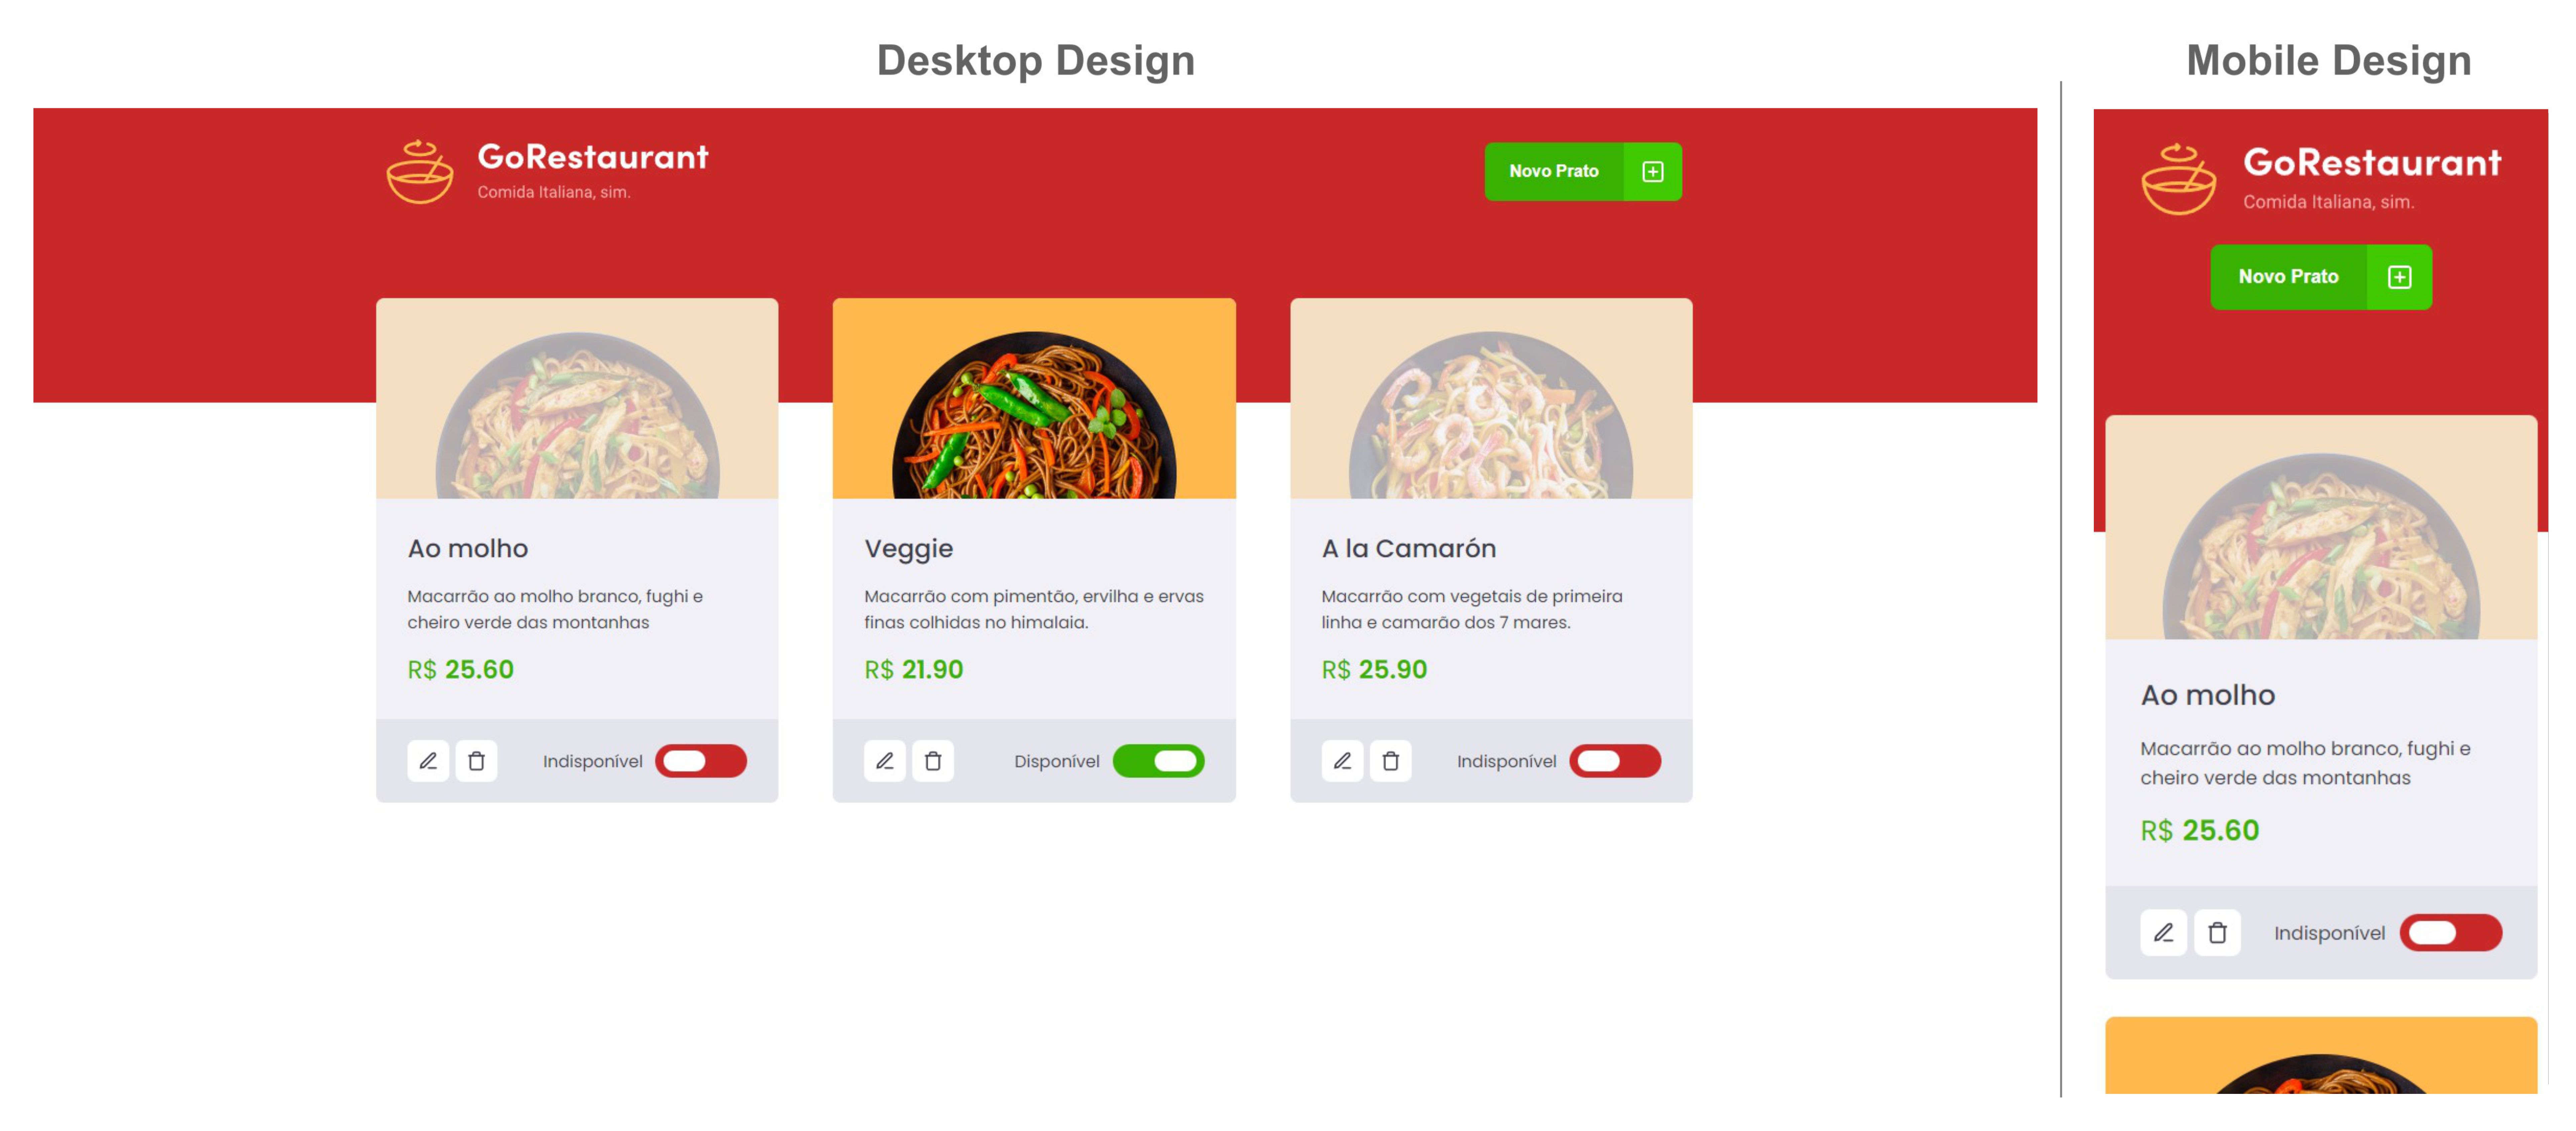 Desktop Design
GoRestaurant
Comida Italiana, sim.
Novo Prato
Ao molho
Macarrão ao molho branco, fughi e
cheiro verde das montanhas
R$ 25.60
Indisponível
Veggie
Macarrão com pimentão, ervilha e ervas
finas colhidas no himalaia.
R$ 21.90
Disponível
A la Camarón
Macarrão com vegetais de primeira
linha e camarão dos 7 mares.
R$ 25.90
Indisponível
Mobile Design
GoRestaurant
Comida Italiana, sim.
Novo Prato
Ao molho
Macarrão ao molho branco, fughi e
cheiro verde das montanhas
R$ 25.60
Indisponível